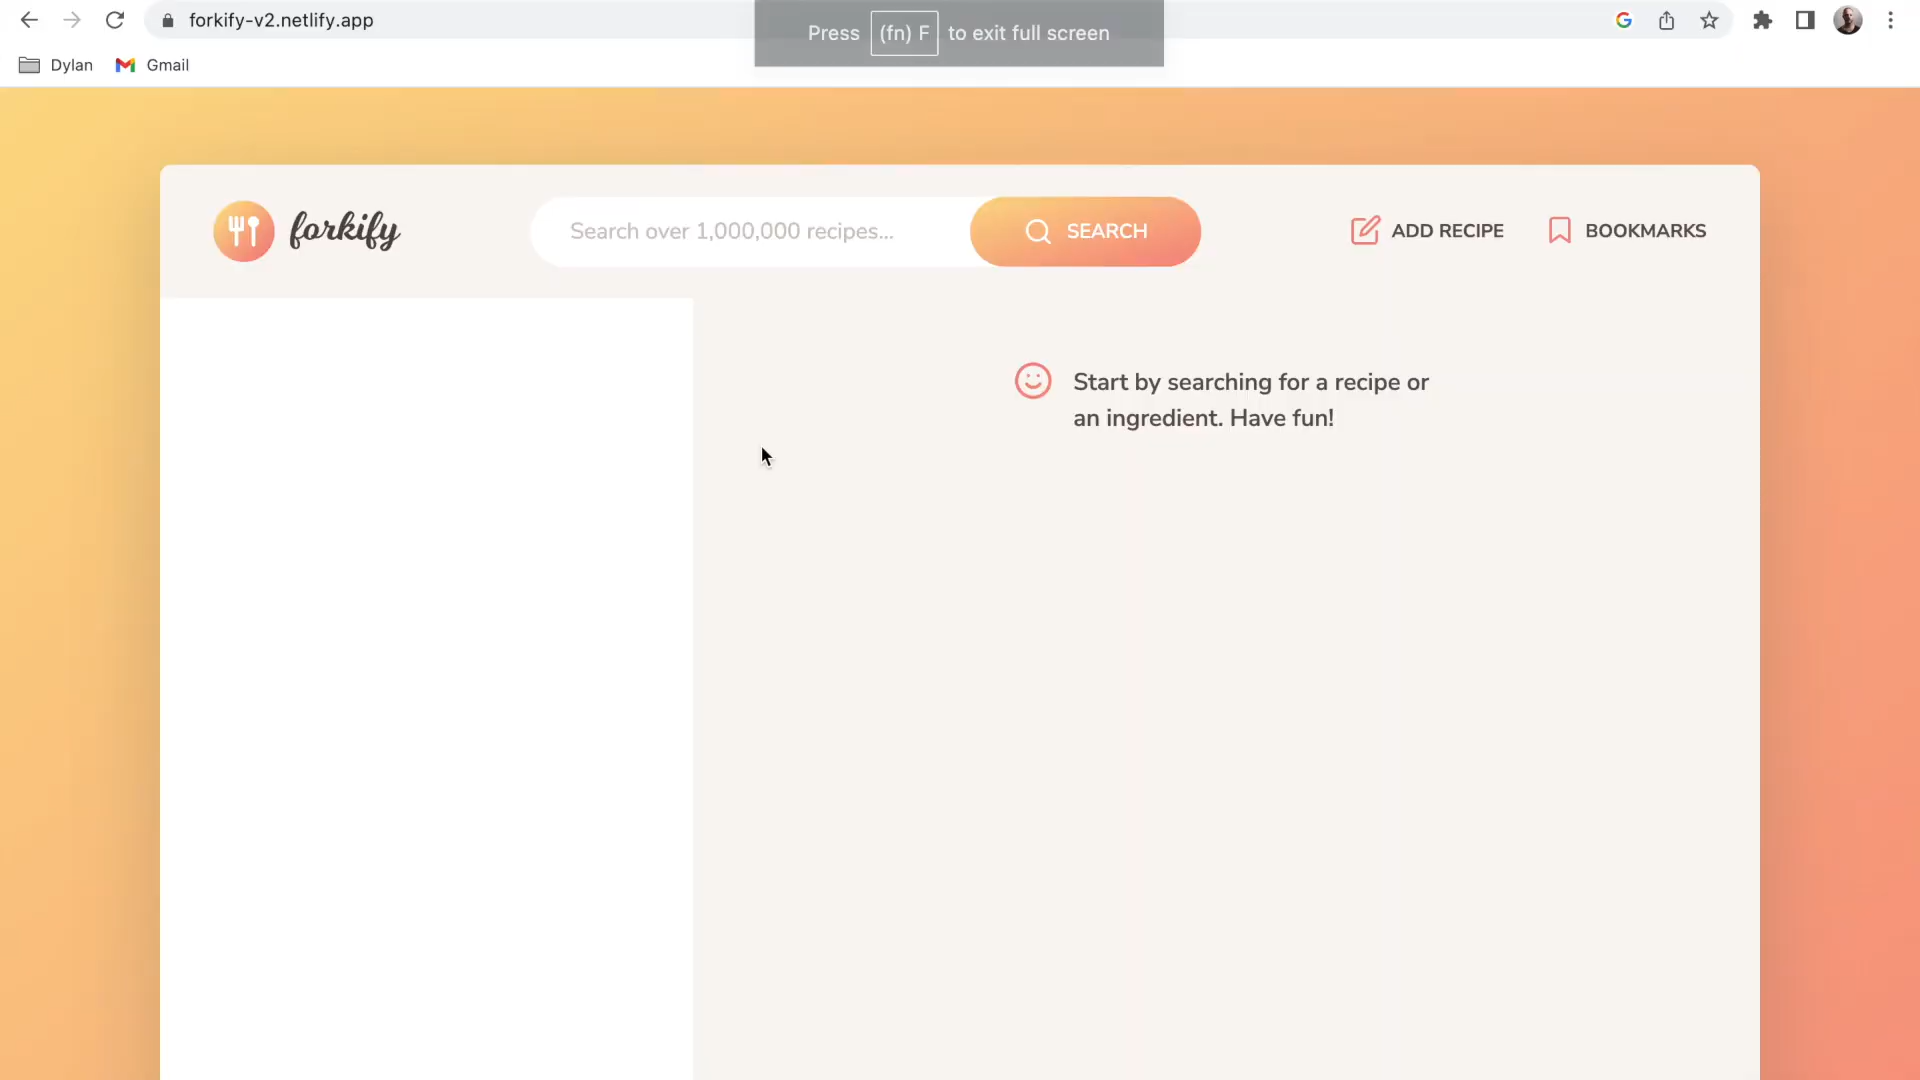 forkify-v2.netlify.app
Press (fn) F to exit full screen
Dylan
Gmail
forkify
Search over 1,000,000 recipes...
SEARCH
ADD RECIPE
BOOKMARKS
Start by searching for a recipe or
an ingredient. Have fun!